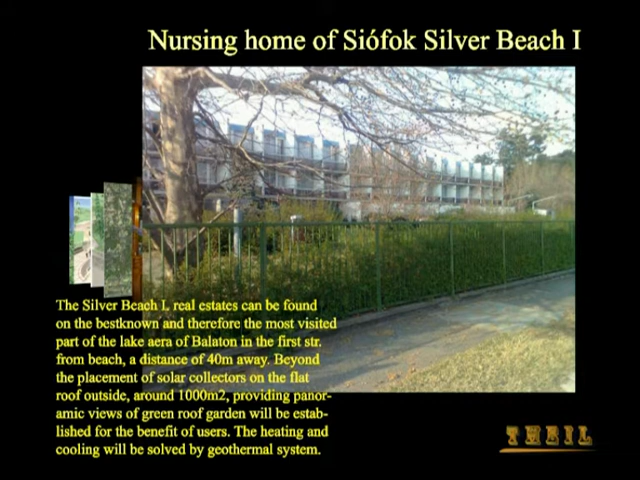 Nursing home of Siófok Silver Beach I
The Silver Beach I. real estates can be found
on the bestknown and therefore the most visited
part of the lake aera of Balaton in the first str.
from beach, a distance of 40m away. Beyond
the placement of solar collectors on the flat
roof outside, around 1000m2, providing panor-
amic views of green roof garden will be estab-
lished for the benefit of users. The heating and
cooling will be solved by geothermal system.
THEIL